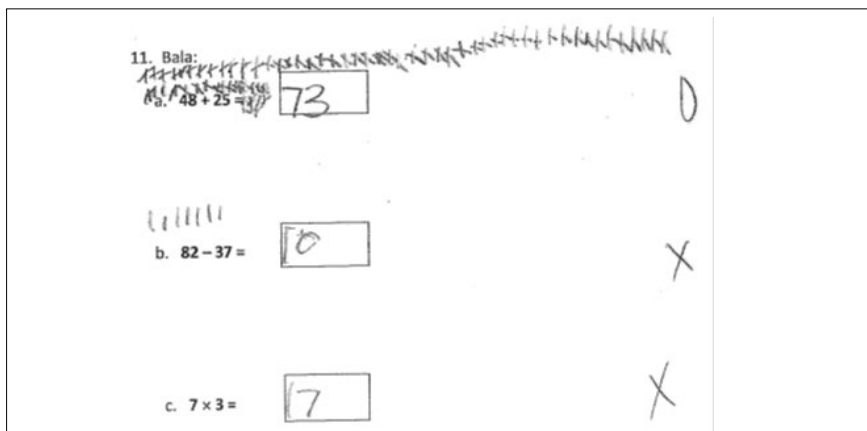 11. Bala:
a. 48 + 25 = 73
b. 82 – 37 = 10
c. 7 × 3 = 17